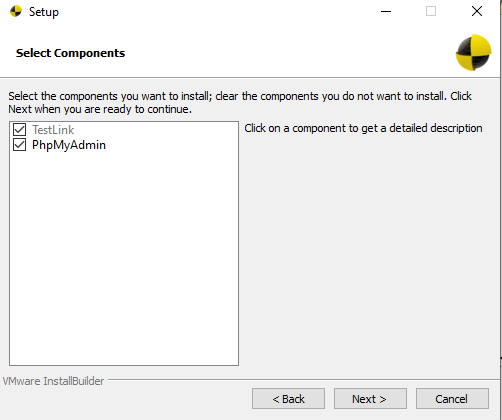 Setup
Select Components
Select the components you want to install; clear the components you do not want to install. Click
Next when you are ready to continue.
TestLink
PhpMyAdmin
Click on a component to get a detailed description
VMware InstallBuilder
< Back
Next >
Cancel